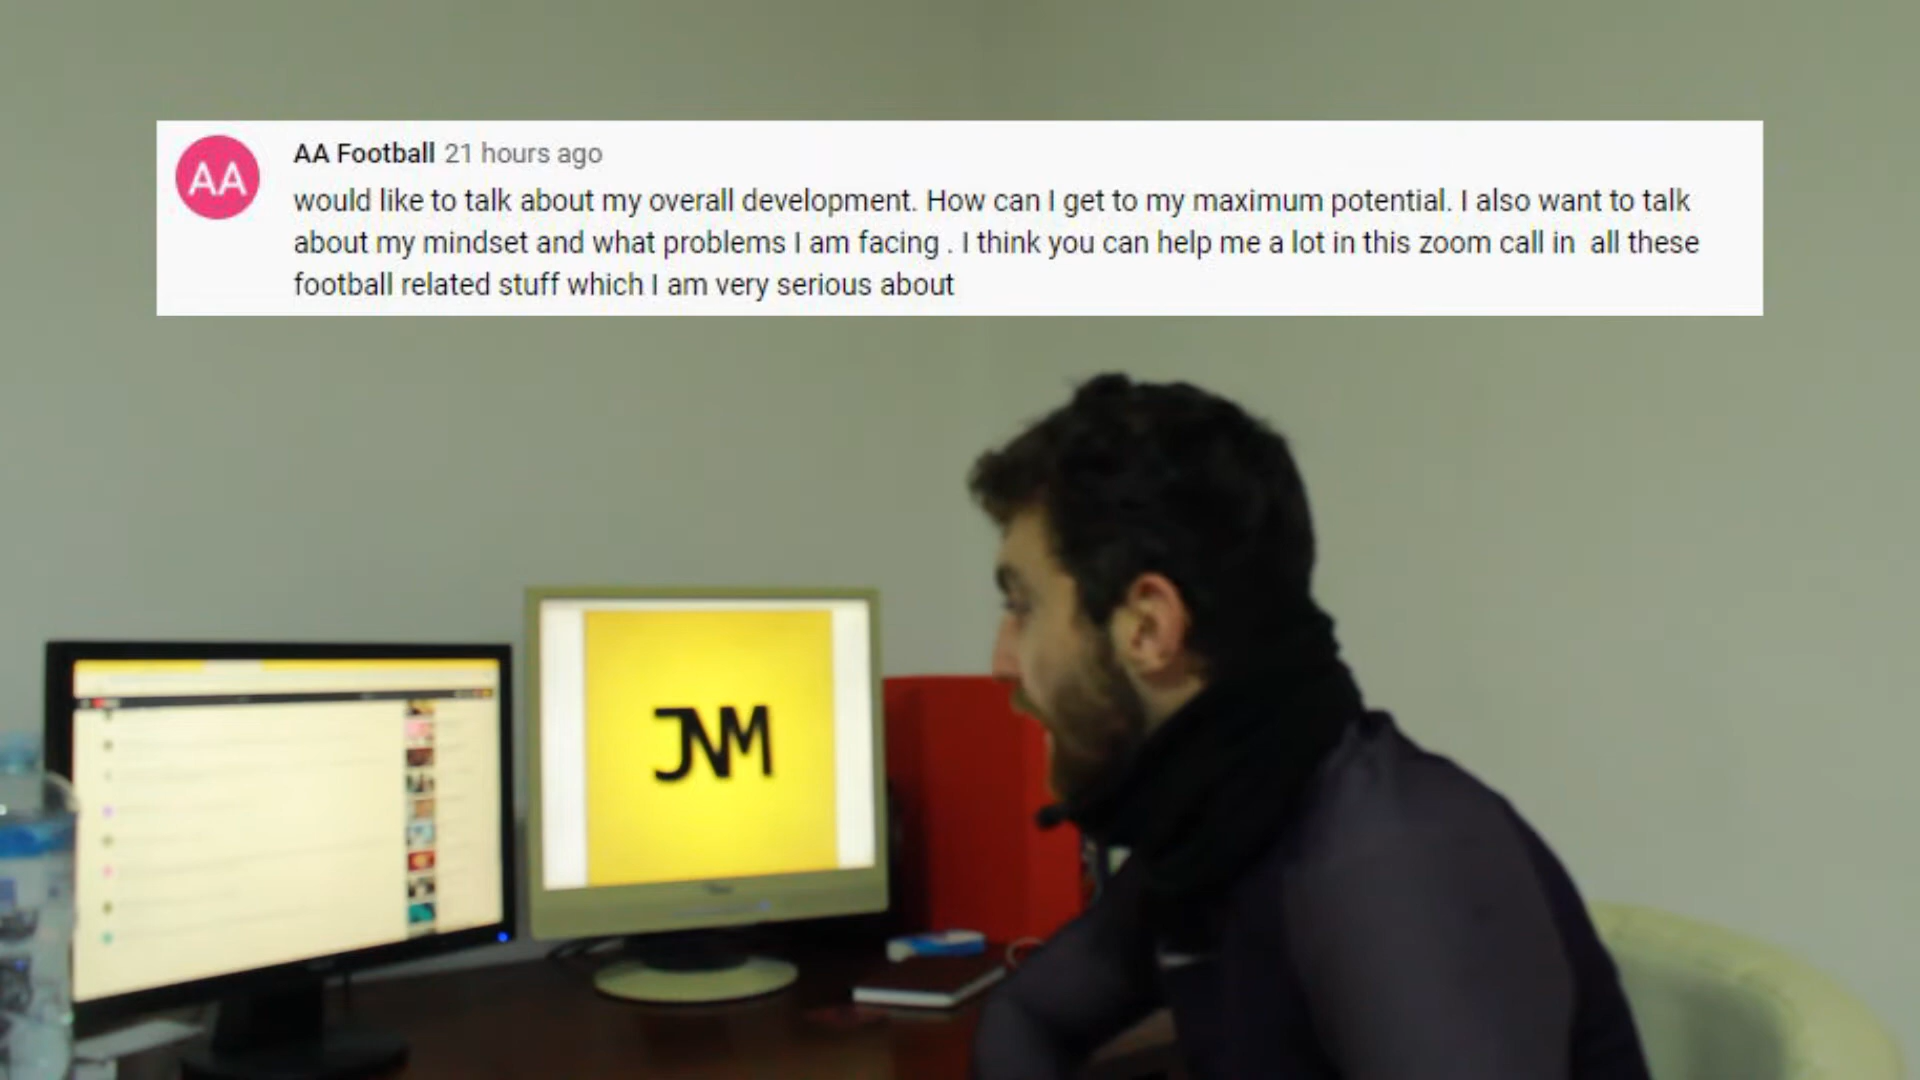 AA
AA Football 21 hours ago
would like to talk about my overall development. How can I get to my maximum potential. I also want to talk
about my mindset and what problems I am facing . I think you can help me a lot in this zoom call in  all these
football related stuff which I am very serious about
JNM